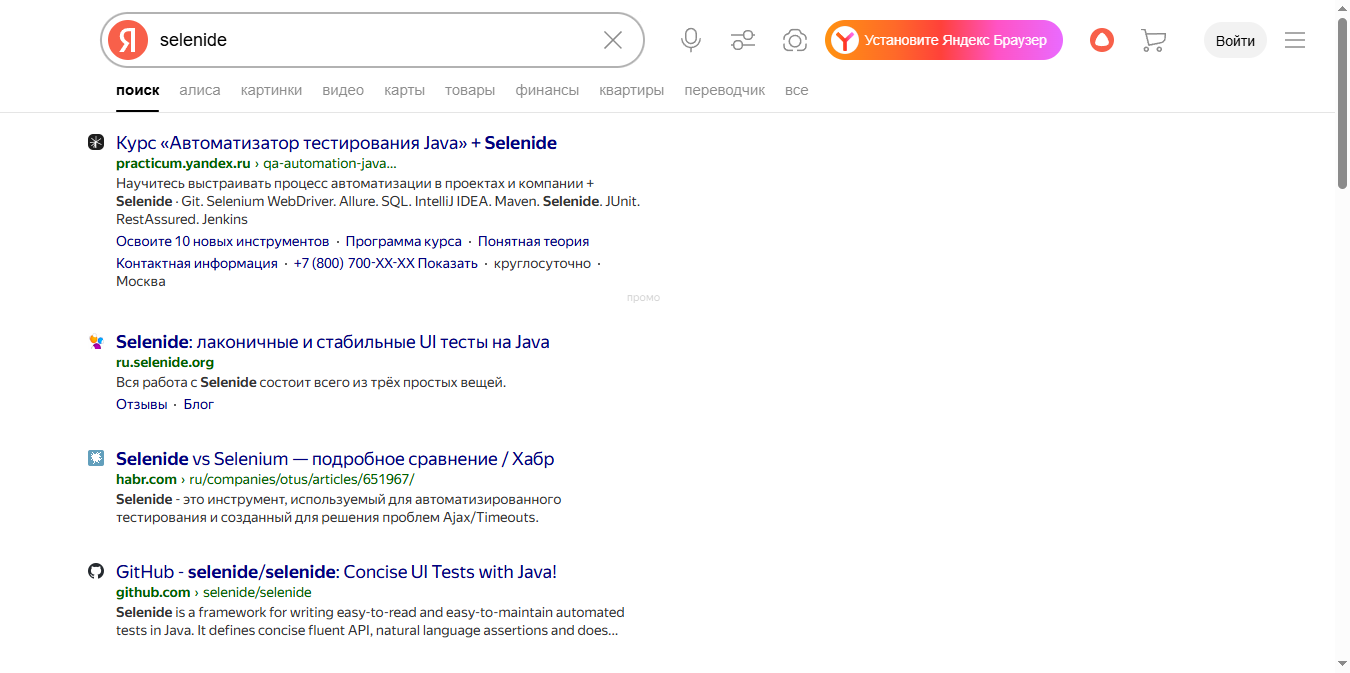 Я selenide Установите Яндекс Браузер Войти
поиск алиса картинки видео карты товары финансы квартиры переводчик все
Курс «Автоматизатор тестирования Java» + Selenide
practicum.yandex.ru › qa-automation-java...
Научитесь выстраивать процесс автоматизации в проектах и компании +
Selenide · Git. Selenium WebDriver. Allure. SQL. IntelliJ IDEA. Maven. Selenide. JUnit.
RestAssured. Jenkins
Освоите 10 новых инструментов · Программа курса · Понятная теория
Контактная информация · +7 (800) 700-XX-XX Показать · круглосуточно ·
Москва
промо
Selenide: лаконичные и стабильные UI тесты на Java
ru.selenide.org
Вся работа с Selenide состоит всего из трёх простых вещей.
Отзывы · Блог
Selenide vs Selenium — подробное сравнение / Хабр
habr.com › ru/companies/otus/articles/651967/
Selenide - это инструмент, используемый для автоматизированного
тестирования и созданный для решения проблем Ajax/Timeouts.
GitHub - selenide/selenide: Concise UI Tests with Java!
github.com › selenide/selenide
Selenide is a framework for writing easy-to-read and easy-to-maintain automated
tests in Java. It defines concise fluent API, natural language assertions and does...